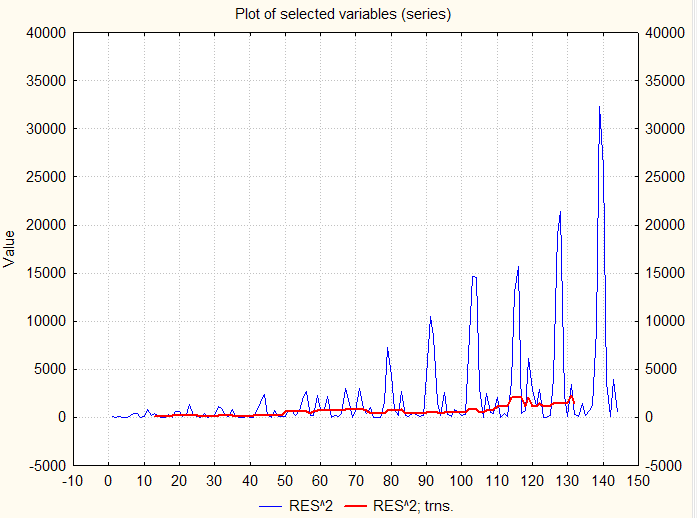 Plot of selected variables (series)
40000 40000
35000 35000
30000 30000
25000 25000
20000 20000
15000 15000
10000 10000
5000 5000
0 0
-5000 -5000
Value
-10 0 10 20 30 40 50 60 70 80 90 100 110 120 130 140 150
RES^2 RES^2; trns.